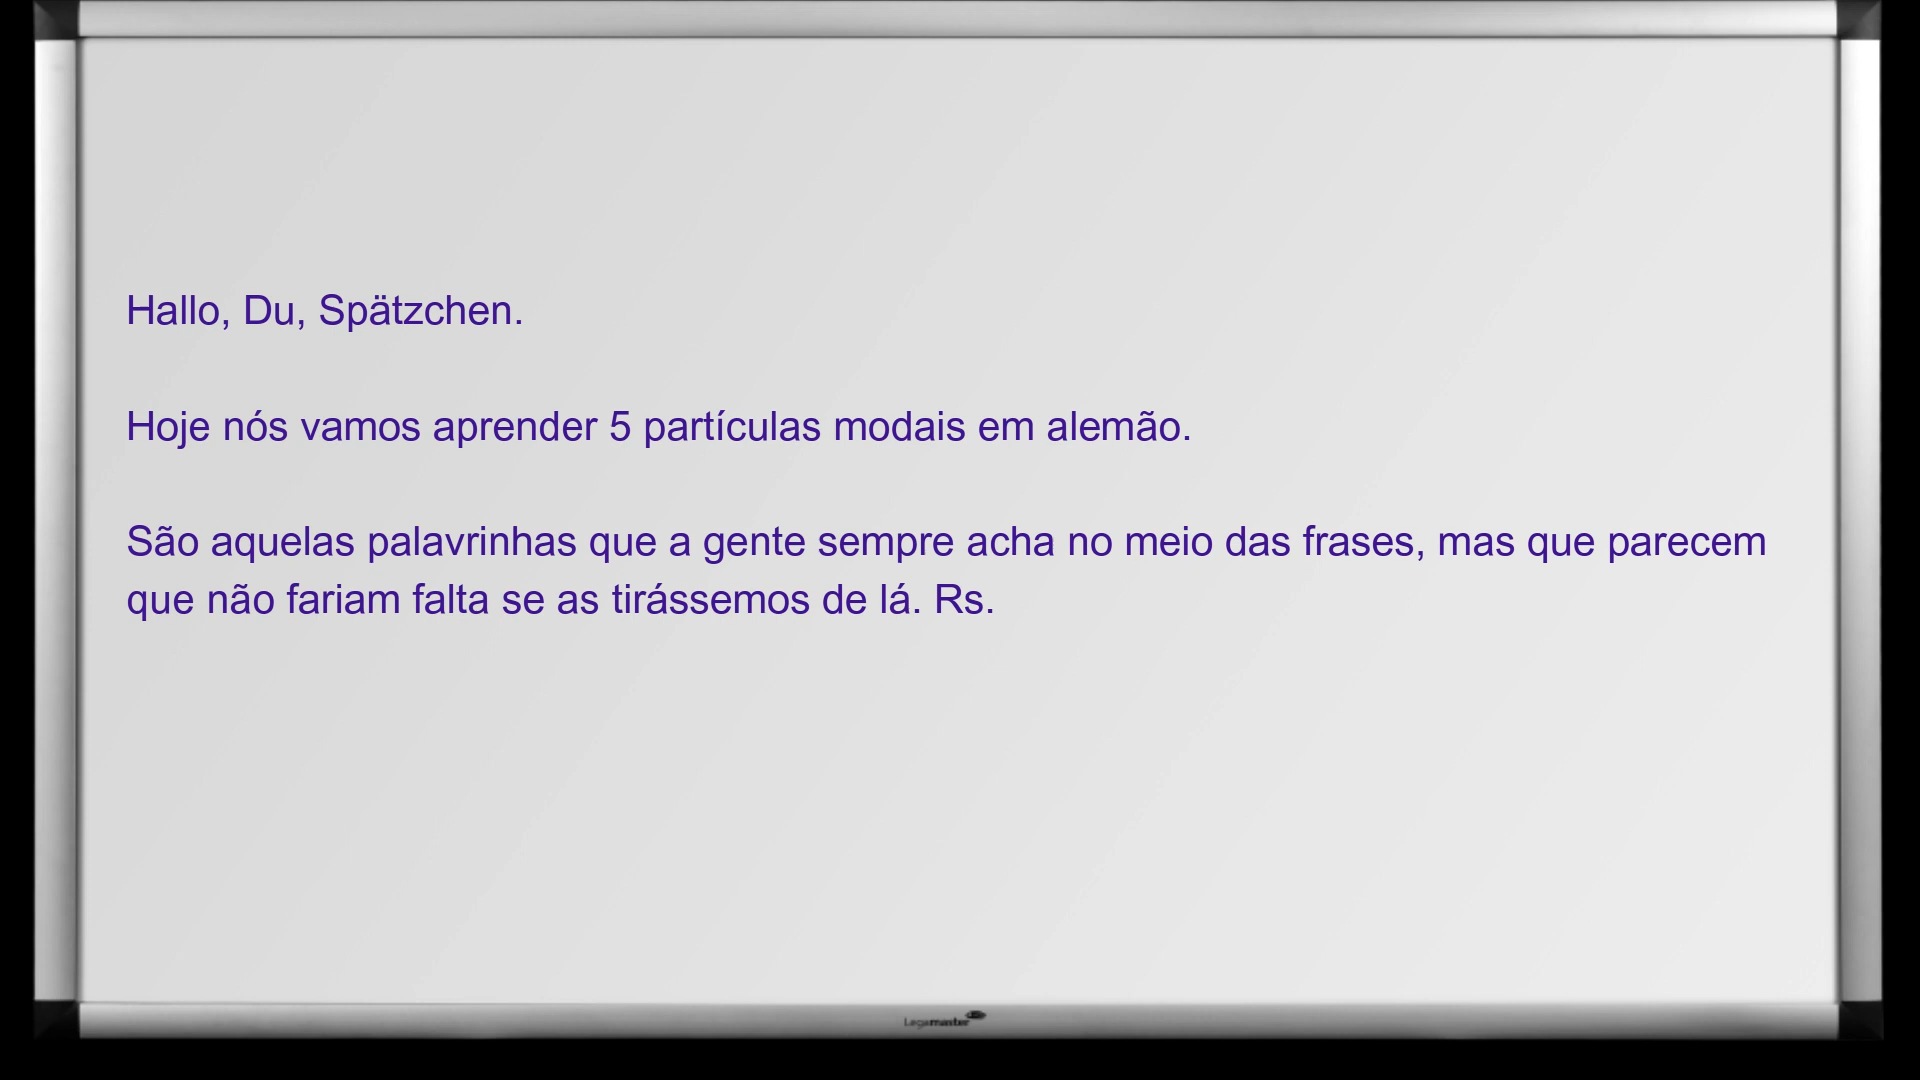 Hallo, Du, Spätzchen.
Hoje nós vamos aprender 5 partículas modais em alemão.
São aquelas palavrinhas que a gente sempre acha no meio das frases, mas que parecem
que não fariam falta se as tirássemos de lá. Rs.
Legamaster